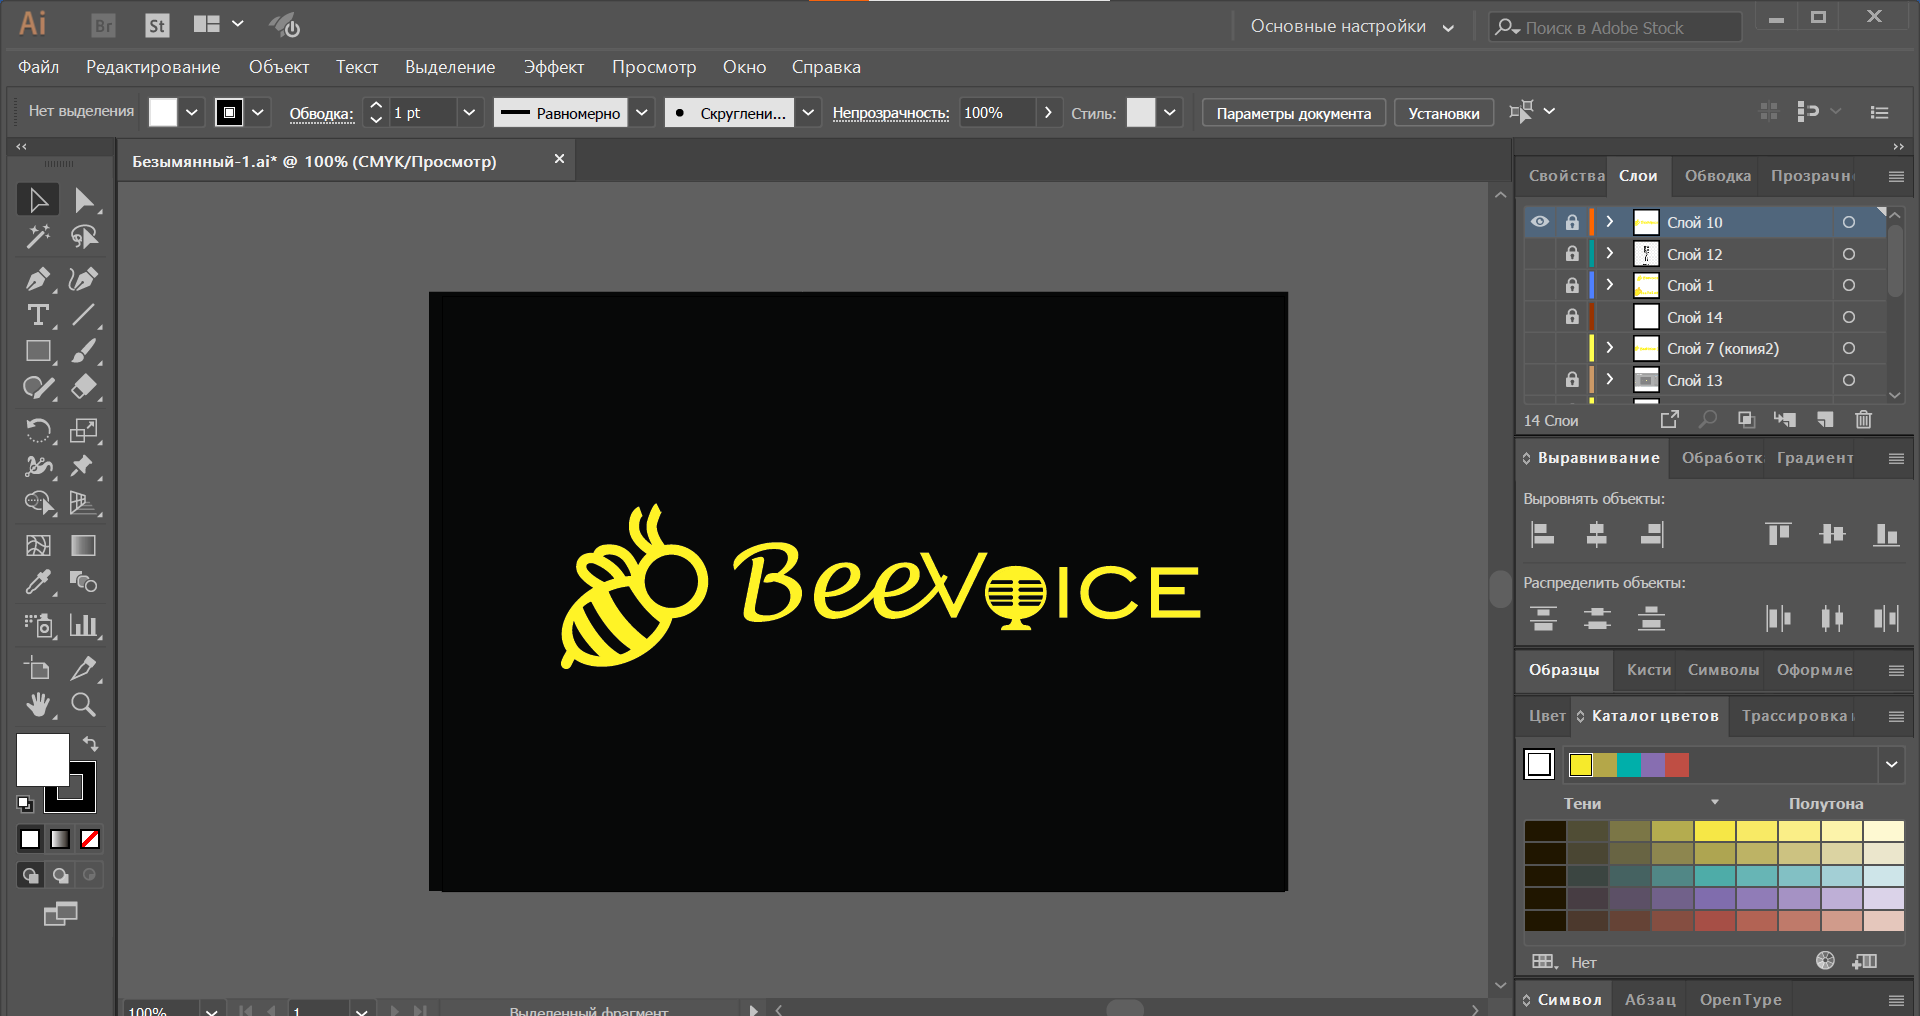 Ai
Br
St
Основные настройки
Поиск в Adobe Stock
Файл Редактирование Объект Текст Выделение Эффект Просмотр Окно Справка
Нет выделения
Обводка:
1 pt
Равномерно
Скруглени...
Непрозрачность:
100%
Стиль:
Параметры документа
Установки
Безымянный-1.ai* @ 100% (CMYK/Просмотр)
Свойства Слои Обводка Прозрачн
Слой 10
Слой 12
Слой 1
Слой 14
Слой 7 (копия2)
Слой 13
14 Слои
Выравнивание Обработк Градиент
Выровнять объекты:
Распределить объекты:
Образцы Кисти Символы Оформле
Цвет Каталог цветов Трассировка
Тени Полутона
Нет
Символ Абзац OpenType
BeeVOICE
100%
1
Выделенный фрагмент